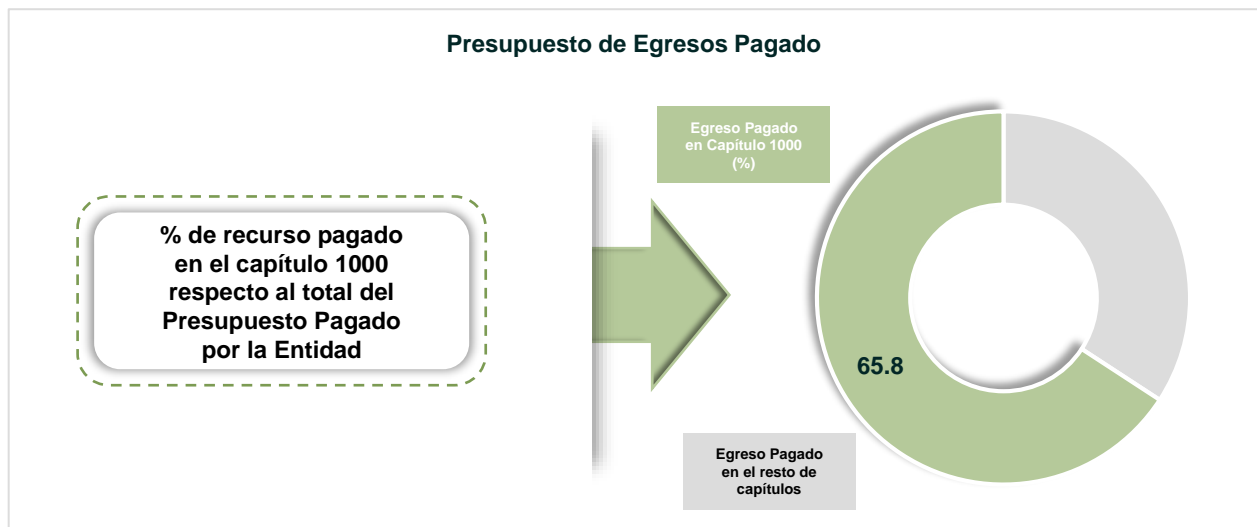 Presupuesto de Egresos Pagado
Egreso Pagado
en Capítulo 1000
(%)
% de recurso pagado
en el capítulo 1000
respecto al total del
Presupuesto Pagado
por la Entidad
65.8
Egreso Pagado
en el resto de
capítulos